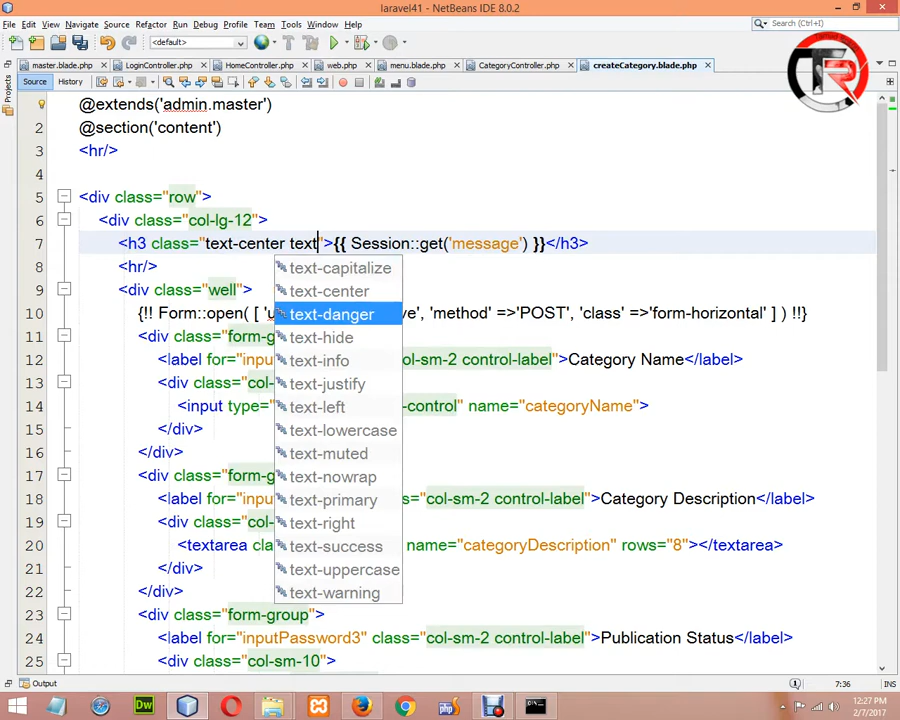 laravel41 - NetBeans IDE 8.0.2
File Edit View Navigate Source Refactor Run Debug Profile Team Tools Window Help
<default>
Search (Ctrl+I)
master.blade.php LoginController.php HomeController.php web.php menu.blade.php CategoryController.php createCategory.blade.php
Source History
Projects
1 @extends('admin.master')
2 @section('content')
3 <hr/>
4
5 <div class="row">
6 <div class="col-lg-12">
7 <h3 class="text-center text">{{ Session::get('message') }}</h3>
8 <hr/>
text-capitalize
9 <div class="well">
text-center
10 {!! Form::open( [ 'u ve', 'method' =>'POST', 'class' =>'form-horizontal' ] ) !!}
text-danger
11 <div class="form-g
text-hide
12 <label for="inpu col-sm-2 control-label">Category Name</label>
text-info
13 <div class="col-
text-justify
14 <input type=" -control" name="categoryName">
text-left
15 </div>
text-lowercase
16 </div>
text-muted
17 <div class="form-g
text-nowrap
18 <label for="inpu s="col-sm-2 control-label">Category Description</label>
text-primary
19 <div class="col-
text-right
20 <textarea cla name="categoryDescription" rows="8"></textarea>
text-success
21 </div>
text-uppercase
22 </div>
text-warning
23 <div class="form-group">
24 <label for="inputPassword3" class="col-sm-2 control-label">Publication Status</label>
25 <div class="col-sm-10">
Output
7:36 INS
12:27 PM
2/7/2017